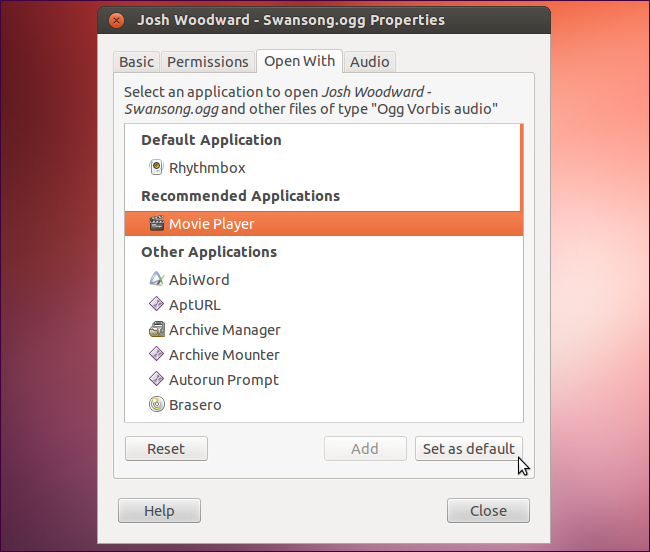 Josh Woodward - Swansong.ogg Properties
Basic Permissions Open With Audio
Select an application to open Josh Woodward -
Swansong.ogg and other files of type "Ogg Vorbis audio"
Default Application
Rhythmbox
Recommended Applications
Movie Player
Other Applications
AbiWord
AptURL
Archive Manager
Archive Mounter
Autorun Prompt
Brasero
Reset Add Set as default
Help Close